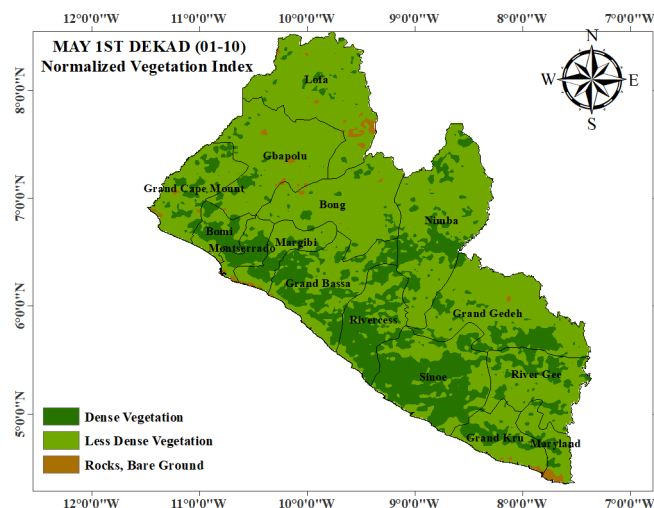 12°0'0"W 11°0'0"W 10°0'0"W 9°0'0"W 8°0'0"W 7°0'0"W
MAY 1ST DEKAD (01-10)
Normalized Vegetation Index
N
W E
S
8°0'0"N
7°0'0"N
6°0'0"N
5°0'0"N
Lofa
Gbapolu
Grand Cape Mount
Bong
Nimba
Bomi
Montserrado
Margibi
Grand Bassa
Rivercess
Grand Gedeh
Sinoe
River Gee
Grand Kru
Maryland
Dense Vegetation
Less Dense Vegetation
Rocks, Bare Ground
12°0'0"W 11°0'0"W 10°0'0"W 9°0'0"W 8°0'0"W 7°0'0"W